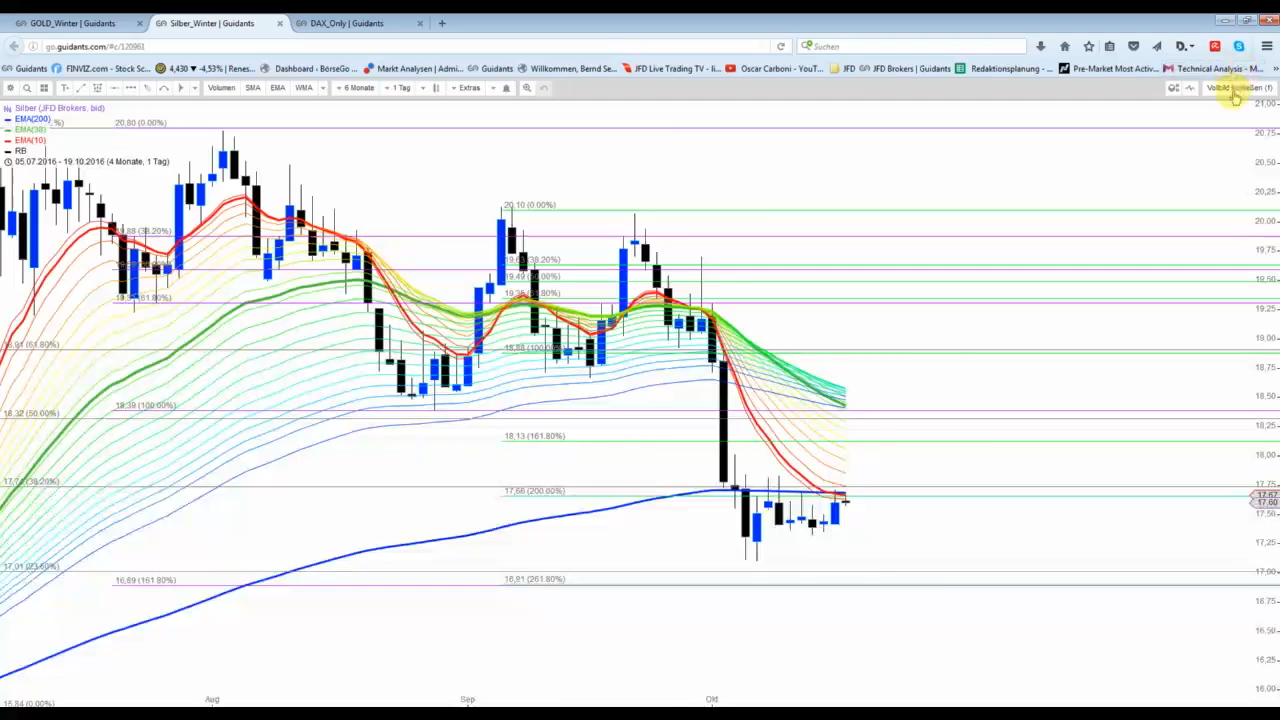 GOLD_Winter | Guidants
Silber_Winter | Guidants
DAX_Only | Guidants
go.guidants.com/#c/120961
Suchen
Guidants
FINVIZ.com - Stock Sc...
4,430 ▼ -4,53% | Renes...
Dashboard ‹ BörseGo ...
Markt Analysen | Admi...
Guidants
Willkommen, Bernd Se...
JFD Live Trading TV - li...
Oscar Carboni - YouT...
JFD
JFD Brokers | Guidants
Redaktionsplanung - ...
Pre-Market Most Activ...
Technical Analysis - M...
Volumen SMA EMA WMA 6 Monate 1 Tag Extras
Silber (JFD Brokers, bid)
EMA(200)
EMA(38)
EMA(10)
RB
05.07.2016 - 19.10.2016 (4 Monate, 1 Tag)
20,80 (0.00%)
20,10 (0.00%)
19,88 (38.20%)
19,49 (50.00%)
18,88 (100.00%)
18,91 (61.80%)
18,39 (100.00%)
18,32 (50.00%)
18,13 (161.80%)
17,66 (200.00%)
17,01 (23.60%)
16,89 (161.80%)
16,91 (261.80%)
15,84 (0.00%)
21,00
20,75
20,50
20,25
20,00
19,75
19,50
19,25
19,00
18,75
18,50
18,25
18,00
17,75
17,67
17,60
17,50
17,25
17,00
16,75
16,50
16,25
16,00
Aug
Sep
Okt